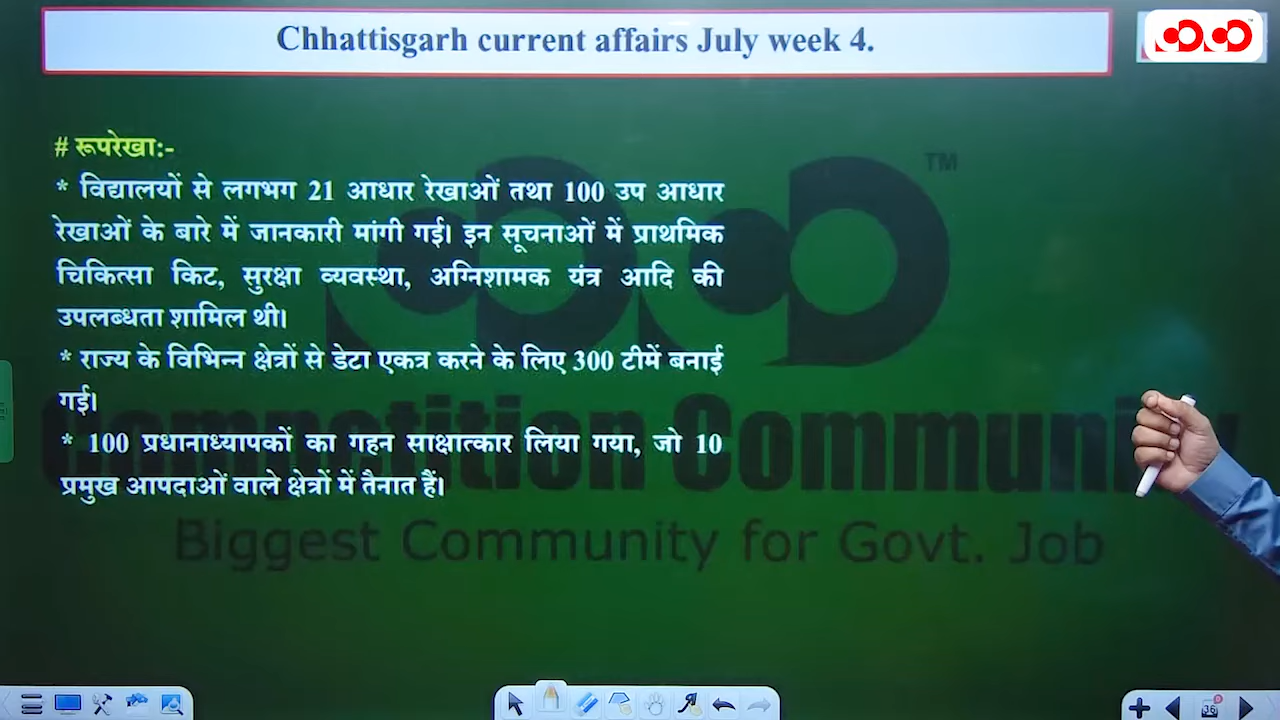 Chhattisgarh current affairs July week 4.
# रूपरेखा:-
* विद्यालयों से लगभग 21 आधार रेखाओं तथा 100 उप आधार
रेखाओं के बारे में जानकारी मांगी गई। इन सूचनाओं में प्राथमिक
चिकित्सा किट, सुरक्षा व्यवस्था, अग्निशामक यंत्र आदि की
उपलब्धता शामिल थी।
* राज्य के विभिन्न क्षेत्रों से डेटा एकत्र करने के लिए 300 टीमें बनाई
गई।
* 100 प्रधानाध्यापकों का गहन साक्षात्कार लिया गया, जो 10
प्रमुख आपदाओं वाले क्षेत्रों में तैनात हैं।
TM
Competition Community
Biggest Community for Govt. Job
36